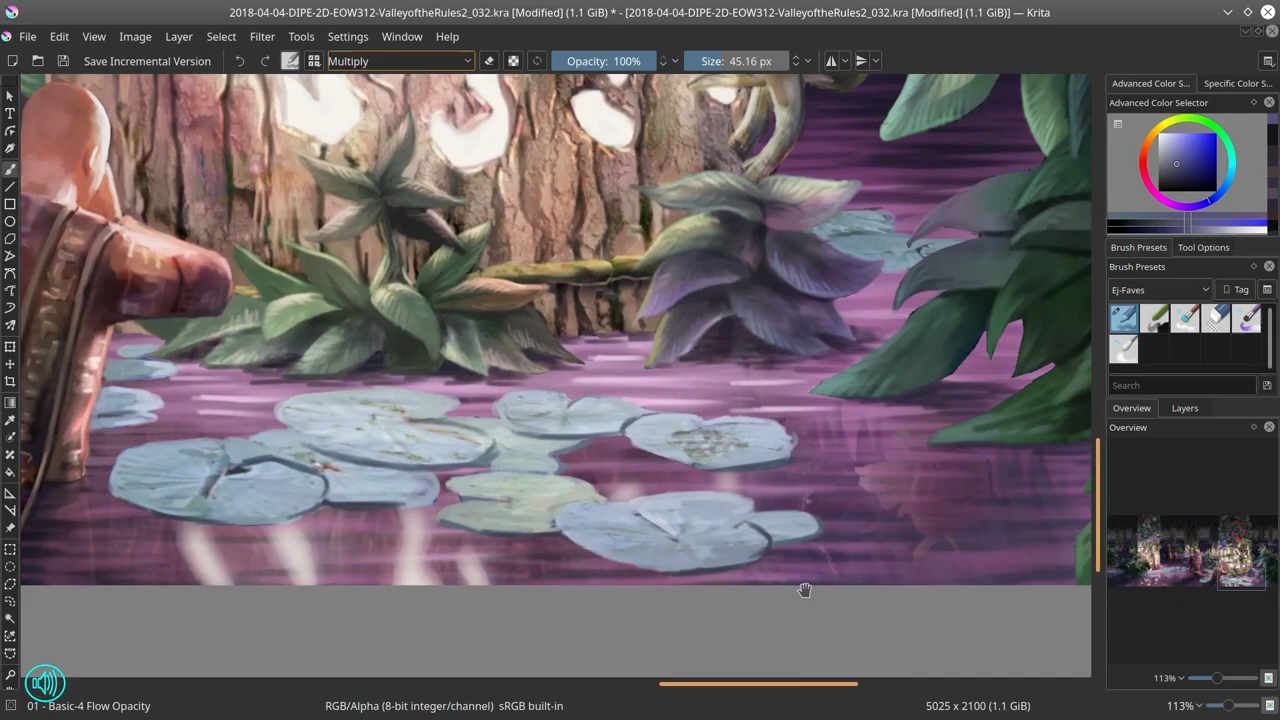 2018-04-04-DIPE-2D-EOW312-ValleyoftheRules2_032.kra [Modified] (1.1 GiB) * - [2018-04-04-DIPE-2D-EOW312-ValleyoftheRules2_032.kra [Modified] (1.1 GiB)] — Krita
File Edit View Image Layer Select Filter Tools Settings Window Help
Save Incremental Version Multiply Opacity: 100% Size: 45.16 px
Advanced Color S... Specific Color S...
Advanced Color Selector
Brush Presets Tool Options
Brush Presets
Ej-Faves Tag
Search
Overview Layers
Overview
113%
01 - Basic-4 Flow Opacity RGB/Alpha (8-bit integer/channel) sRGB built-in 5025 x 2100 (1.1 GiB) 113%